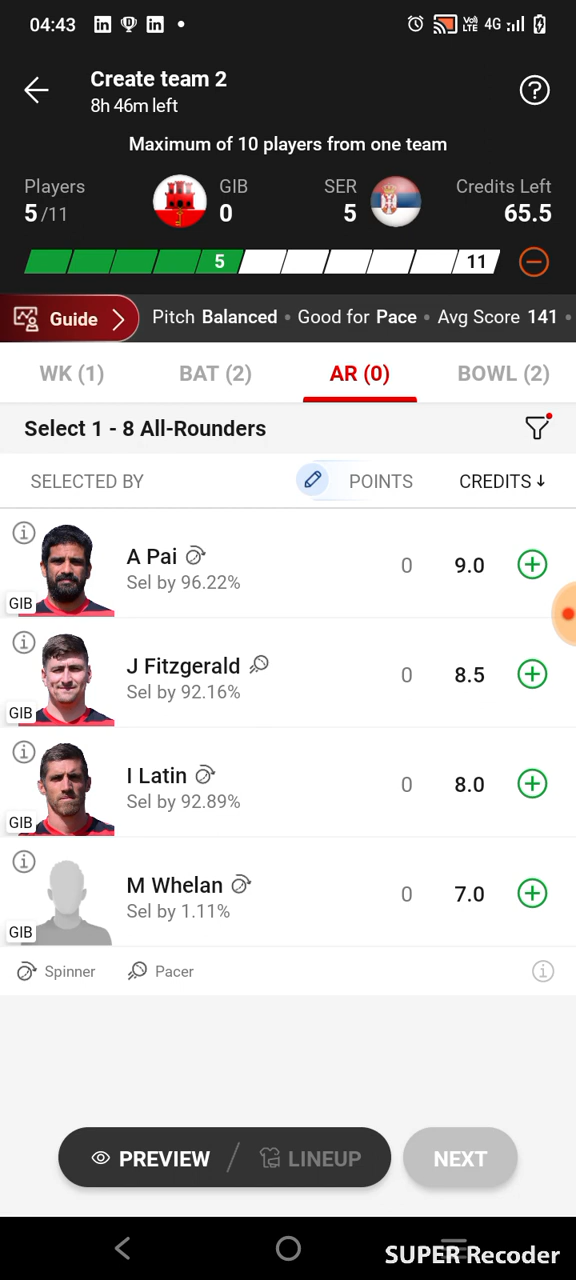 04:43
Vo) LTE 4G
Create team 2
8h 46m left
?
Maximum of 10 players from one team
Players GIB SER Credits Left
5/11 0 5 65.5
5 11
Guide Pitch Balanced • Good for Pace • Avg Score 141 •
WK (1) BAT (2) AR (0) BOWL (2)
Select 1 - 8 All-Rounders
SELECTED BY POINTS CREDITS ↓
A Pai
Sel by 96.22%
0 9.0
GIB
J Fitzgerald
Sel by 92.16%
0 8.5
GIB
I Latin
Sel by 92.89%
0 8.0
GIB
M Whelan
Sel by 1.11%
0 7.0
GIB
Spinner Pacer
PREVIEW / LINEUP NEXT
SUPER Recoder